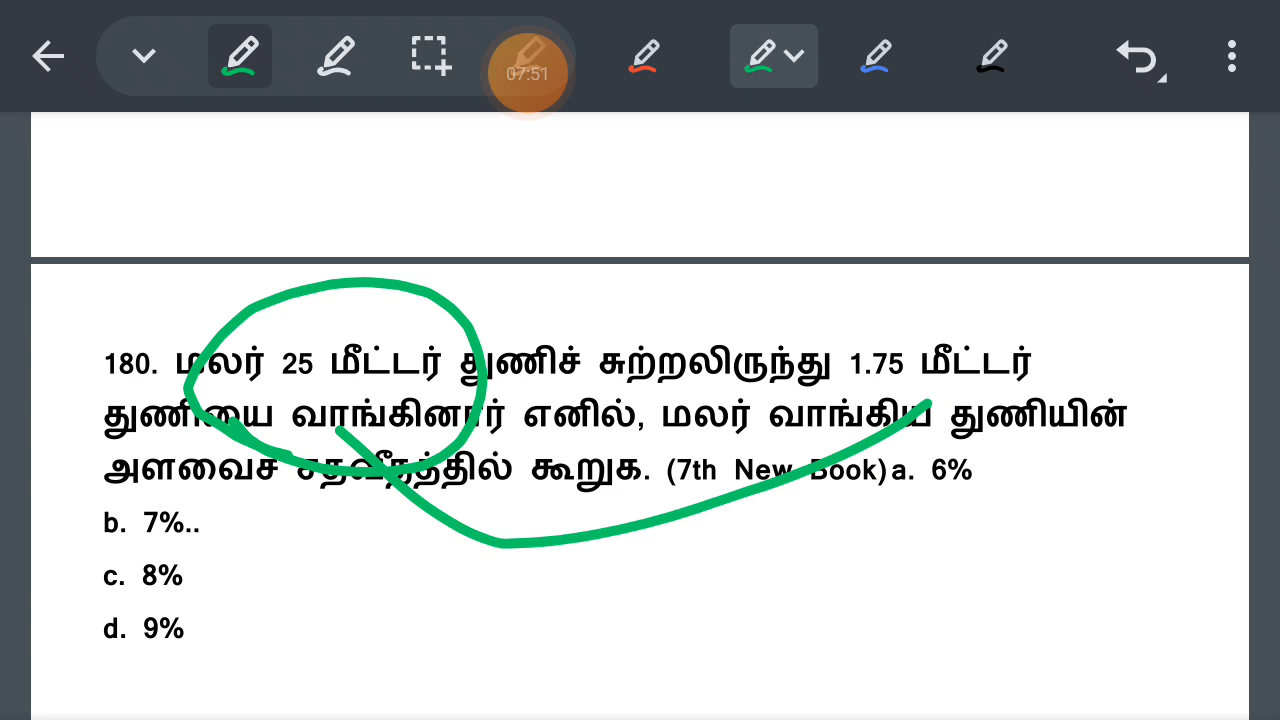 07:51
180. மலர் 25 மீட்டர் துணிச் சுற்றலிருந்து 1.75 மீட்டர்
துணியை வாங்கினார் எனில், மலர் வாங்கிய துணியின்
அளவைச் சதவீதத்தில் கூறுக. (7th New Book)a. 6%
b. 7%..
c. 8%
d. 9%